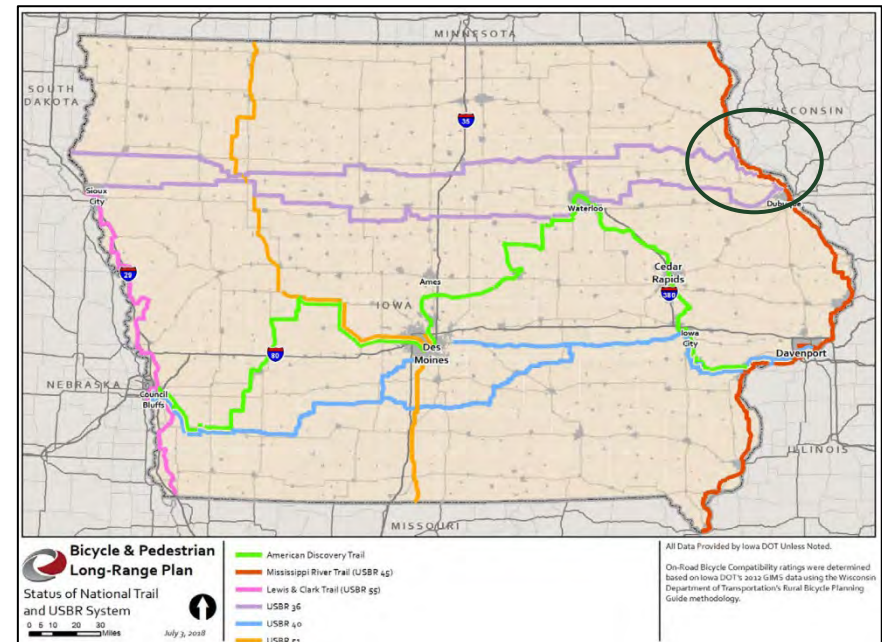 MINNESOTA
SOUTH
DAKOTA
WISCONSIN
35
Sioux
City
Waterloo
Dubuque
29
Ames
Cedar
Rapids
380
IOWA
Iowa
City
80
Des
Moines
Davenport
NEBRASKA
Council
Bluffs
ILLINOIS
MISSOURI
Bicycle & Pedestrian
Long-Range Plan
Status of National Trail
and USBR System
0 5 10 20 30
Miles
July 3, 2018
American Discovery Trail
Mississippi River Trail (USBR 45)
Lewis & Clark Trail (USBR 55)
USBR 36
USBR 40
All Data Provided by Iowa DOT Unless Noted.
On-Road Bicycle Compatibility ratings were determined
based on Iowa DOT's 2012 GIMS data using the Wisconsin
Department of Transportation's Rural Bicycle Planning
Guide methodology.